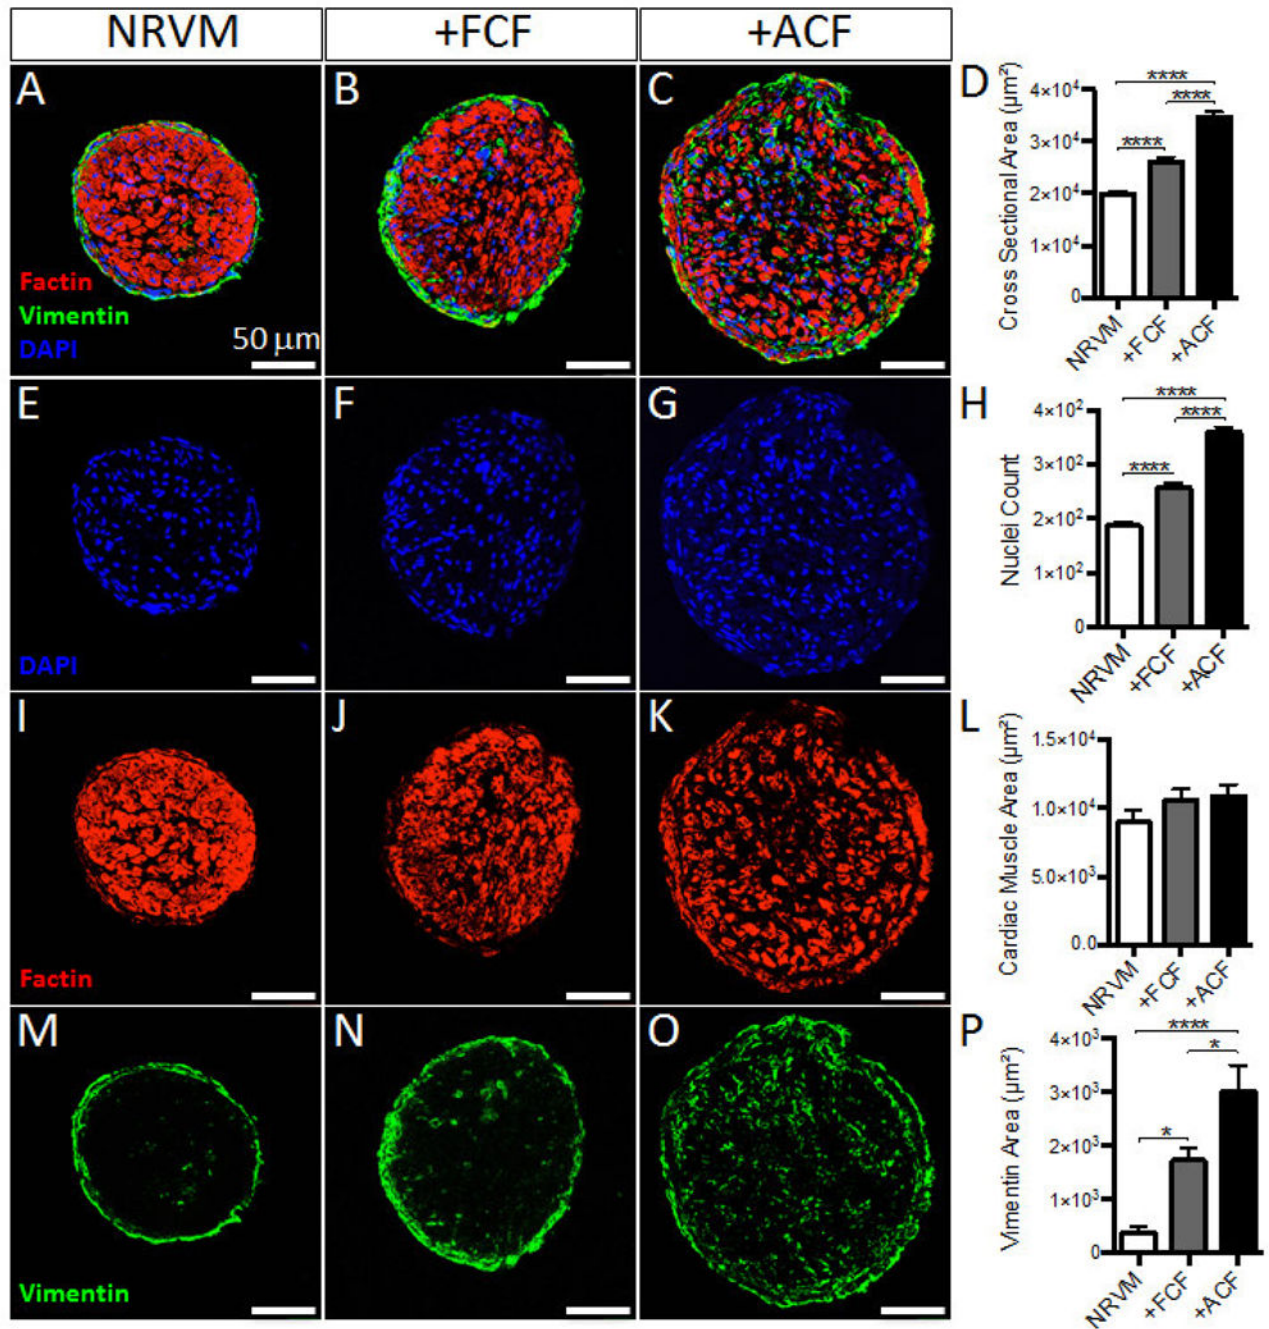 NRVM +FCF +ACF
A B C D
Factin
Vimentin
DAPI
50 µm
Cross Sectional Area (µm²)
4×10⁴
3×10⁴
2×10⁴
1×10⁴
0
****
****
****
NRVM +FCF +ACF
E F G H
DAPI
Nuclei Count
4×10²
3×10²
2×10²
1×10²
0
****
****
****
NRVM +FCF +ACF
I J K L
Factin
Cardiac Muscle Area (µm²)
1.5×10⁴
1.0×10⁴
5.0×10³
0.0
NRVM +FCF +ACF
M N O P
Vimentin
Vimentin Area (µm²)
4×10³
3×10³
2×10³
1×10³
0
****
*
*
NRVM +FCF +ACF